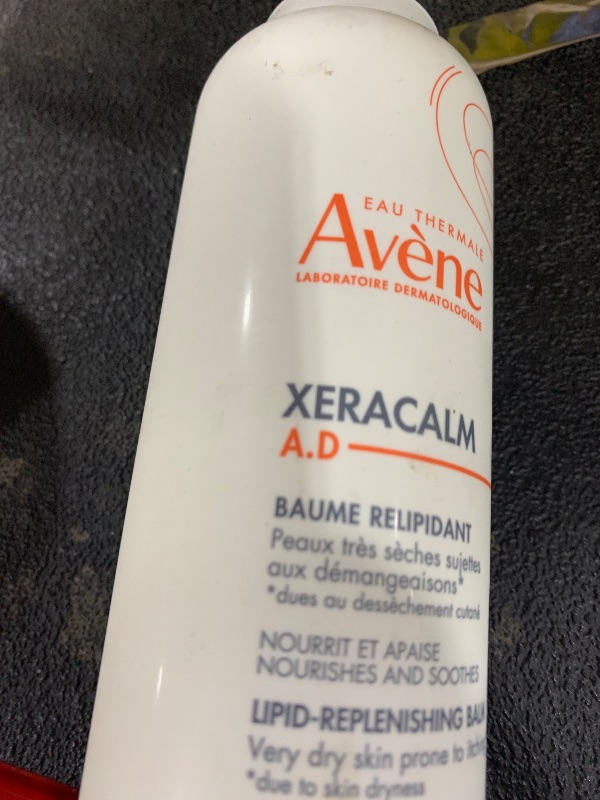 EAU THERMALE
Avène
LABORATOIRE DERMATOLOGIQUE
XERACALM
A.D
BAUME RELIPIDANT
Peaux très sèches sujettes
aux démangeaisons*
*dues au dessèchement cutané
NOURRIT ET APAISE
NOURISHES AND SOOTHES
LIPID-REPLENISHING BALM
Very dry skin prone to
*due to skin dryness